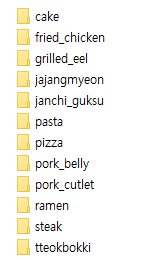 cake
fried_chicken
grilled_eel
jajangmyeon
janchi_guksu
pasta
pizza
pork_belly
pork_cutlet
ramen
steak
tteokbokki